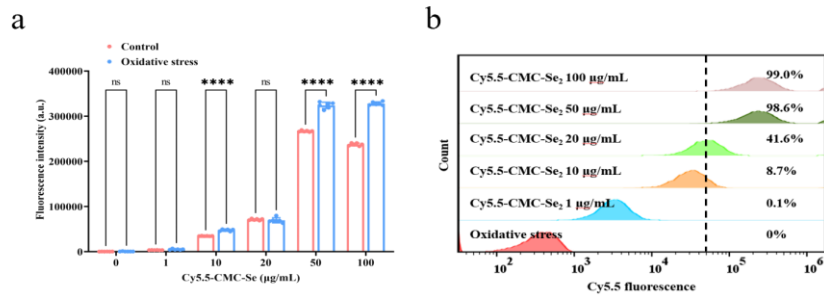 a
Control
Oxidative stress
ns
ns
****
ns
****
****
400000
300000
200000
100000
0
Fluorescence intensity (a.u.)
0
1
10
20
50
100
Cy5.5-CMC-Se (μg/mL)
b
Cy5.5-CMC-Se₂ 100 μg/mL 99.0%
Cy5.5-CMC-Se₂ 50 μg/mL 98.6%
Cy5.5-CMC-Se₂ 20 μg/mL 41.6%
Cy5.5-CMC-Se₂ 10 μg/mL 8.7%
Cy5.5-CMC-Se₂ 1 μg/mL 0.1%
Oxidative stress 0%
Count
10² 10³ 10⁴ 10⁵ 10⁶
Cy5.5 fluorescence